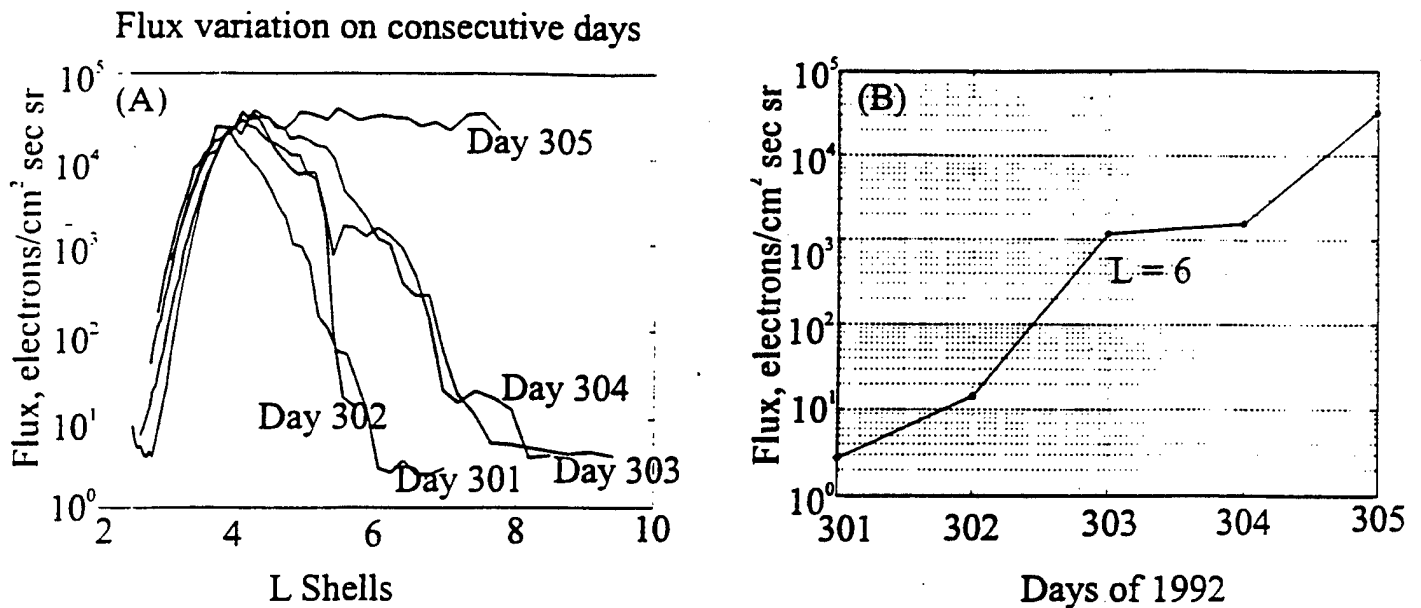 Flux variation on consecutive days
(A)
Flux, electrons/cm² sec sr
10⁵
10⁴
10³
10²
10¹
10⁰
2 4 6 8 10
L Shells
Day 305
Day 304
Day 302
Day 301
Day 303
(B)
Flux, electrons/cm² sec sr
10⁵
10⁴
10³
10²
10¹
10⁰
L = 6
301 302 303 304 305
Days of 1992